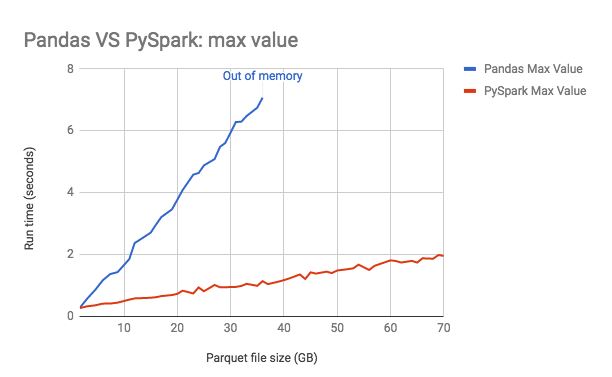 Pandas VS PySpark: max value
8
Out of memory
Pandas Max Value
PySpark Max Value
6
4
2
0
Run time (seconds)
10 20 30 40 50 60 70
Parquet file size (GB)